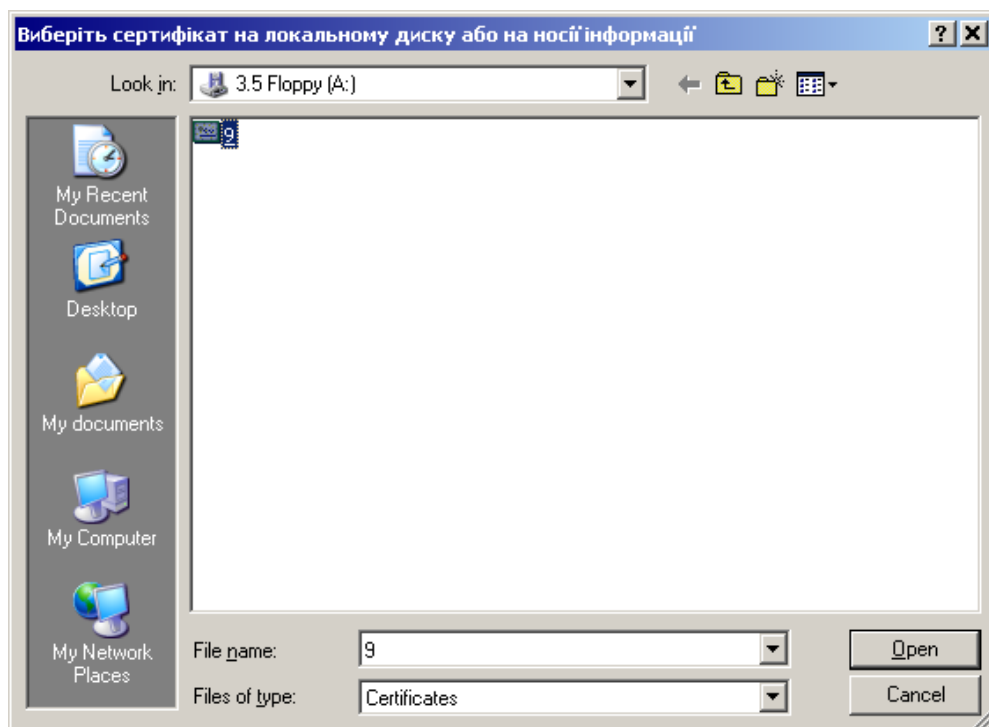 Виберіть сертифікат на локальному диску або на носії інформації
Look in: 3.5 Floppy (A:)
9
My Recent
Documents
Desktop
My documents
My Computer
My Network
Places
File name: 9 Open
Files of type: Certificates Cancel